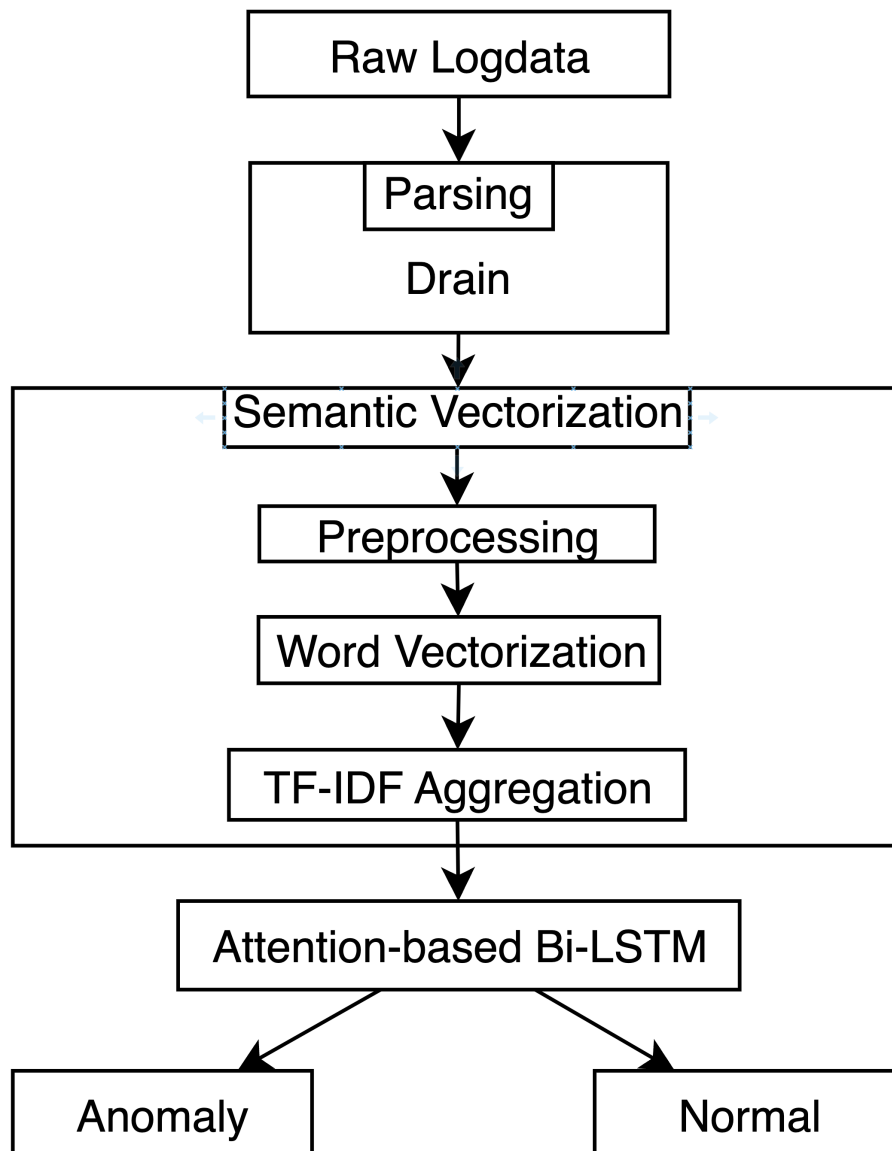 Raw Logdata
Parsing
Drain
Semantic Vectorization
Preprocessing
Word Vectorization
TF-IDF Aggregation
Attention-based Bi-LSTM
Anomaly
Normal